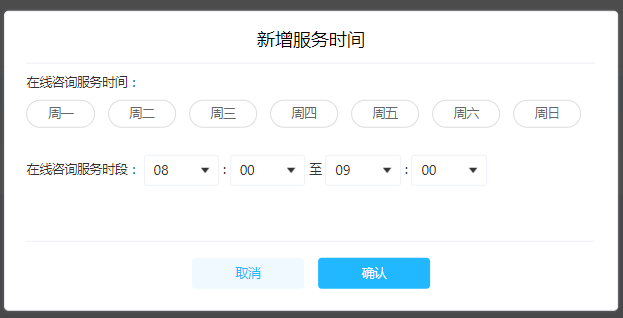 新增服务时间
在线咨询服务时间：
周一 周二 周三 周四 周五 周六 周日
在线咨询服务时段： 08 : 00 至 09 : 00
取消 确认